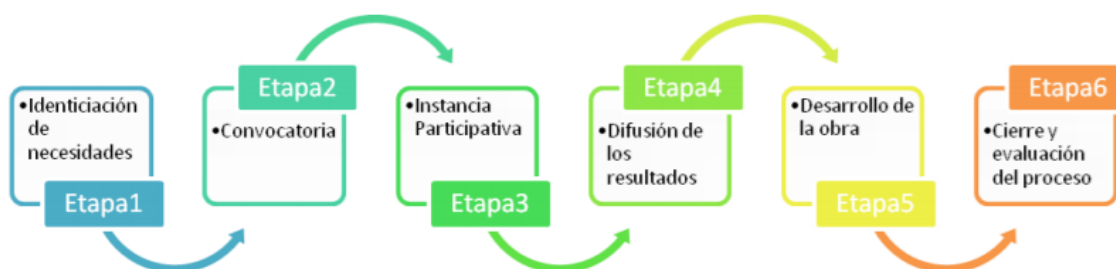 •Identiciación
de
necesidades
Etapa1
Etapa2
•Convocatoria
•Instancia
Participativa
Etapa3
Etapa4
•Difusión de
los
resultados
•Desarrollo de
la obra
Etapa5
Etapa6
•Cierre y
evaluación
del proceso